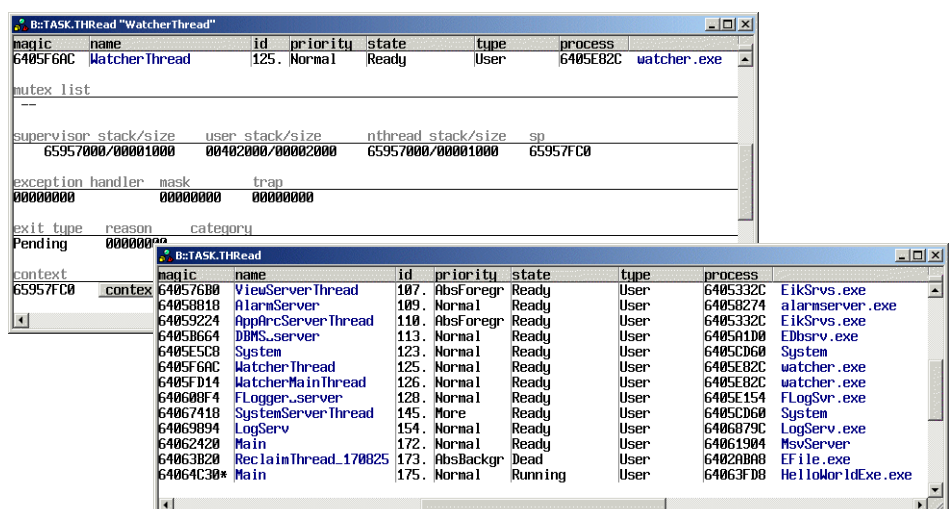 B::TASK.THRead "WatcherThread"
magic name id priority state type process
6405F6AC WatcherThread 125. Normal Ready User 6405E82C watcher.exe
mutex list
--
supervisor stack/size user stack/size nthread stack/size sp
65957000/00001000 00402000/00002000 65957000/00001000 65957FC0
exception handler mask trap
00000000 00000000 00000000
exit type reason category
Pending 00000000
context
65957FC0 contex
B::TASK.THRead
magic name id priority state type process
640576B0 ViewServerThread 107. AbsForegr Ready User 6405332C EikSrvs.exe
64058818 AlarmServer 109. Normal Ready User 64058274 alarmserver.exe
64059224 AppArcServerThread 110. AbsForegr Ready User 6405332C EikSrvs.exe
6405B664 DBMS_server 113. Normal Ready User 6405A1D0 EDbsrv.exe
6405E5C8 System 123. Normal Ready User 6405CD60 System
6405F6AC WatcherThread 125. Normal Ready User 6405E82C watcher.exe
6405FD14 WatcherMainThread 126. Normal Ready User 6405E82C watcher.exe
640608F4 FLogger_server 128. Normal Ready User 6405E154 FLogSvr.exe
64067418 SystemServerThread 145. More Ready User 6405CD60 System
64069894 LogServ 154. Normal Ready User 6406879C LogServ.exe
64062420 Main 172. Normal Ready User 64061904 MsvServer
64063B20 ReclaimThread_170825 173. AbsBackgr Dead User 6402ABA8 EFile.exe
64064C30* Main 175. Normal Running User 64063FD8 HelloWorldExe.exe